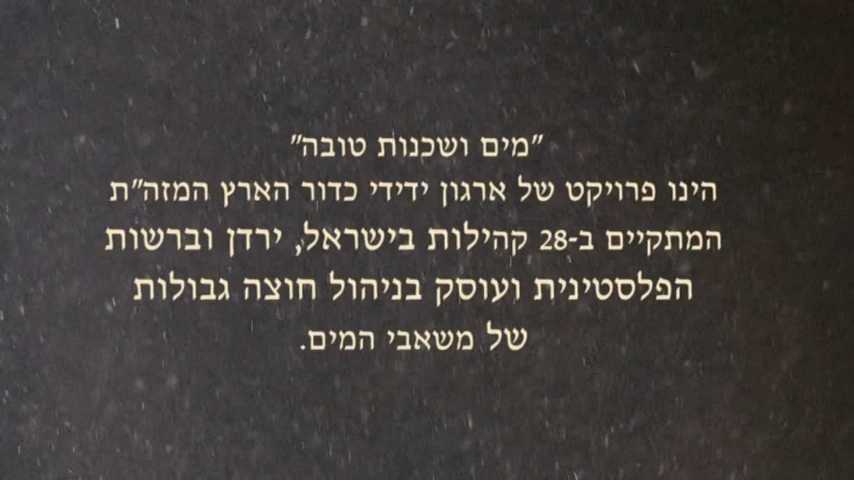 "מים ושכנות טובה"
הינו פרויקט של ארגון ידידי כדור הארץ המזה"ת
המתקיים ב-28 קהילות בישראל, ירדן וברשות
הפלסטינית ועוסק בניהול חוצה גבולות
של משאבי המים.